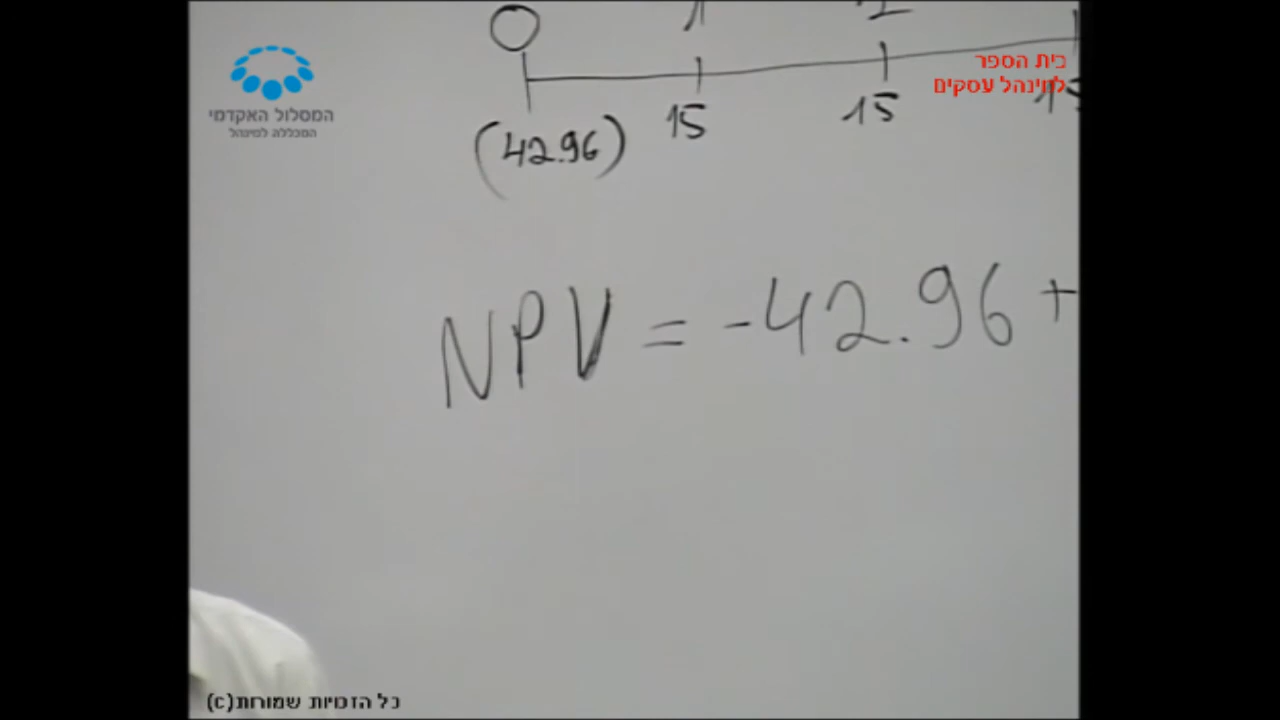 0 1 2
בית הספר
למינהל עסקים
המסלול האקדמי
המכללה למינהל
(42.96) 15 15 15
NPV = -42.96 +
כל הזכויות שמורות(c)